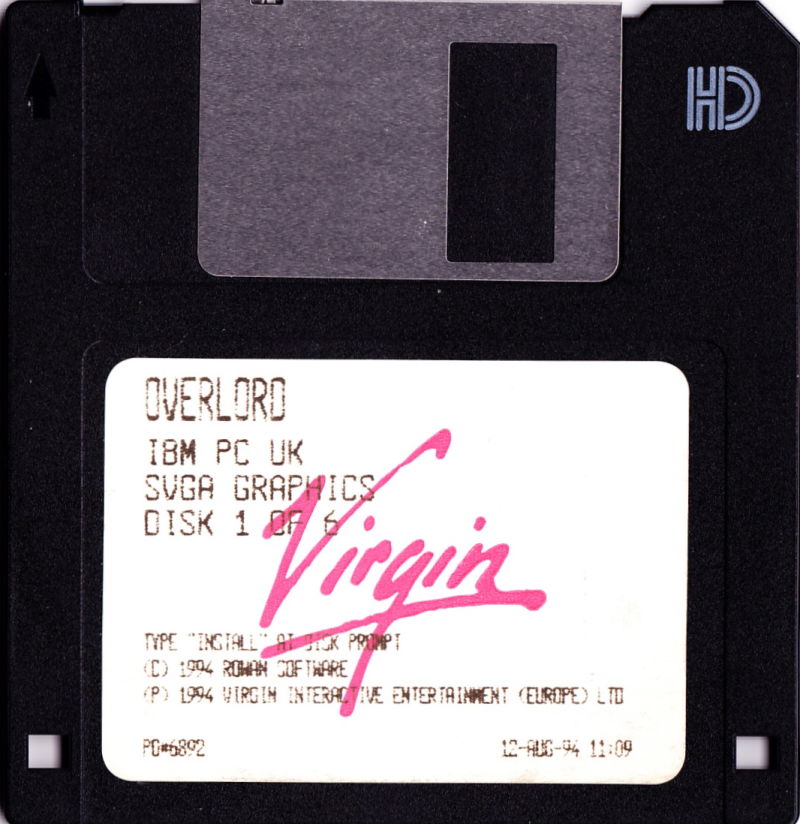 HD
OVERLORD
IBM PC UK
SVGA GRAPHICS
DISK 1 OF 6
Virgin
TYPE "INSTALL" AT DISK PROMPT
(C) 1994 ROWAN SOFTWARE
(P) 1994 VIRGIN INTERACTIVE ENTERTAINMENT (EUROPE) LTD
PO#6892 12-AUG-94 11:09